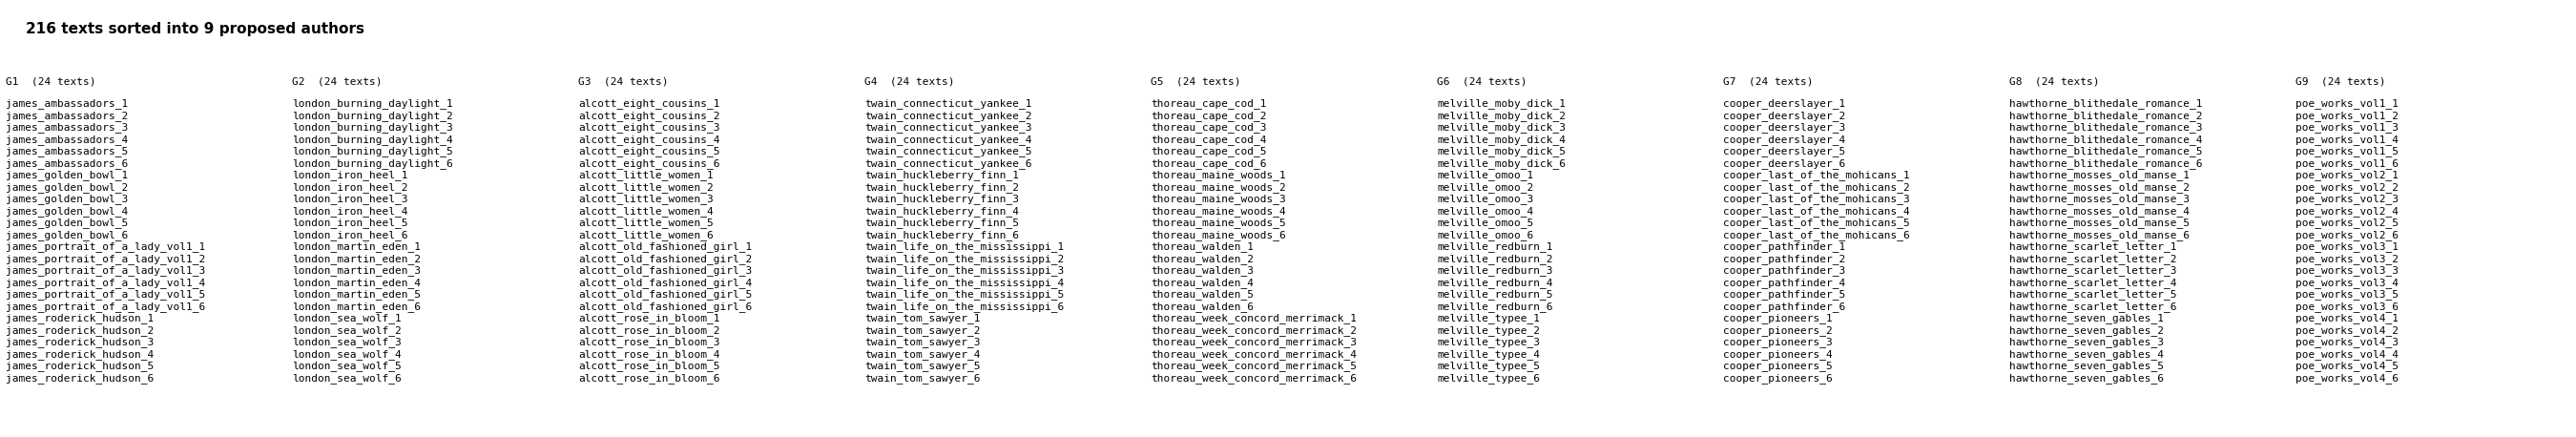 216 texts sorted into 9 proposed authors
G1  (24 texts)
james_ambassadors_1
james_ambassadors_2
james_ambassadors_3
james_ambassadors_4
james_ambassadors_5
james_ambassadors_6
james_golden_bowl_1
james_golden_bowl_2
james_golden_bowl_3
james_golden_bowl_4
james_golden_bowl_5
james_golden_bowl_6
james_portrait_of_a_lady_vol1_1
james_portrait_of_a_lady_vol1_2
james_portrait_of_a_lady_vol1_3
james_portrait_of_a_lady_vol1_4
james_portrait_of_a_lady_vol1_5
james_portrait_of_a_lady_vol1_6
james_roderick_hudson_1
james_roderick_hudson_2
james_roderick_hudson_3
james_roderick_hudson_4
james_roderick_hudson_5
james_roderick_hudson_6
G2  (24 texts)
london_burning_daylight_1
london_burning_daylight_2
london_burning_daylight_3
london_burning_daylight_4
london_burning_daylight_5
london_burning_daylight_6
london_iron_heel_1
london_iron_heel_2
london_iron_heel_3
london_iron_heel_4
london_iron_heel_5
london_iron_heel_6
london_martin_eden_1
london_martin_eden_2
london_martin_eden_3
london_martin_eden_4
london_martin_eden_5
london_martin_eden_6
london_sea_wolf_1
london_sea_wolf_2
london_sea_wolf_3
london_sea_wolf_4
london_sea_wolf_5
london_sea_wolf_6
G3  (24 texts)
alcott_eight_cousins_1
alcott_eight_cousins_2
alcott_eight_cousins_3
alcott_eight_cousins_4
alcott_eight_cousins_5
alcott_eight_cousins_6
alcott_little_women_1
alcott_little_women_2
alcott_little_women_3
alcott_little_women_4
alcott_little_women_5
alcott_little_women_6
alcott_old_fashioned_girl_1
alcott_old_fashioned_girl_2
alcott_old_fashioned_girl_3
alcott_old_fashioned_girl_4
alcott_old_fashioned_girl_5
alcott_old_fashioned_girl_6
alcott_rose_in_bloom_1
alcott_rose_in_bloom_2
alcott_rose_in_bloom_3
alcott_rose_in_bloom_4
alcott_rose_in_bloom_5
alcott_rose_in_bloom_6
G4  (24 texts)
twain_connecticut_yankee_1
twain_connecticut_yankee_2
twain_connecticut_yankee_3
twain_connecticut_yankee_4
twain_connecticut_yankee_5
twain_connecticut_yankee_6
twain_huckleberry_finn_1
twain_huckleberry_finn_2
twain_huckleberry_finn_3
twain_huckleberry_finn_4
twain_huckleberry_finn_5
twain_huckleberry_finn_6
twain_life_on_the_mississippi_1
twain_life_on_the_mississippi_2
twain_life_on_the_mississippi_3
twain_life_on_the_mississippi_4
twain_life_on_the_mississippi_5
twain_life_on_the_mississippi_6
twain_tom_sawyer_1
twain_tom_sawyer_2
twain_tom_sawyer_3
twain_tom_sawyer_4
twain_tom_sawyer_5
twain_tom_sawyer_6
G5  (24 texts)
thoreau_cape_cod_1
thoreau_cape_cod_2
thoreau_cape_cod_3
thoreau_cape_cod_4
thoreau_cape_cod_5
thoreau_cape_cod_6
thoreau_maine_woods_1
thoreau_maine_woods_2
thoreau_maine_woods_3
thoreau_maine_woods_4
thoreau_maine_woods_5
thoreau_maine_woods_6
thoreau_walden_1
thoreau_walden_2
thoreau_walden_3
thoreau_walden_4
thoreau_walden_5
thoreau_walden_6
thoreau_week_concord_merrimack_1
thoreau_week_concord_merrimack_2
thoreau_week_concord_merrimack_3
thoreau_week_concord_merrimack_4
thoreau_week_concord_merrimack_5
thoreau_week_concord_merrimack_6
G6  (24 texts)
melville_moby_dick_1
melville_moby_dick_2
melville_moby_dick_3
melville_moby_dick_4
melville_moby_dick_5
melville_moby_dick_6
melville_omoo_1
melville_omoo_2
melville_omoo_3
melville_omoo_4
melville_omoo_5
melville_omoo_6
melville_redburn_1
melville_redburn_2
melville_redburn_3
melville_redburn_4
melville_redburn_5
melville_redburn_6
melville_typee_1
melville_typee_2
melville_typee_3
melville_typee_4
melville_typee_5
melville_typee_6
G7  (24 texts)
cooper_deerslayer_1
cooper_deerslayer_2
cooper_deerslayer_3
cooper_deerslayer_4
cooper_deerslayer_5
cooper_deerslayer_6
cooper_last_of_the_mohicans_1
cooper_last_of_the_mohicans_2
cooper_last_of_the_mohicans_3
cooper_last_of_the_mohicans_4
cooper_last_of_the_mohicans_5
cooper_last_of_the_mohicans_6
cooper_pathfinder_1
cooper_pathfinder_2
cooper_pathfinder_3
cooper_pathfinder_4
cooper_pathfinder_5
cooper_pathfinder_6
cooper_pioneers_1
cooper_pioneers_2
cooper_pioneers_3
cooper_pioneers_4
cooper_pioneers_5
cooper_pioneers_6
G8  (24 texts)
hawthorne_blithedale_romance_1
hawthorne_blithedale_romance_2
hawthorne_blithedale_romance_3
hawthorne_blithedale_romance_4
hawthorne_blithedale_romance_5
hawthorne_blithedale_romance_6
hawthorne_mosses_old_manse_1
hawthorne_mosses_old_manse_2
hawthorne_mosses_old_manse_3
hawthorne_mosses_old_manse_4
hawthorne_mosses_old_manse_5
hawthorne_mosses_old_manse_6
hawthorne_scarlet_letter_1
hawthorne_scarlet_letter_2
hawthorne_scarlet_letter_3
hawthorne_scarlet_letter_4
hawthorne_scarlet_letter_5
hawthorne_scarlet_letter_6
hawthorne_seven_gables_1
hawthorne_seven_gables_2
hawthorne_seven_gables_3
hawthorne_seven_gables_4
hawthorne_seven_gables_5
hawthorne_seven_gables_6
G9  (24 texts)
poe_works_vol1_1
poe_works_vol1_2
poe_works_vol1_3
poe_works_vol1_4
poe_works_vol1_5
poe_works_vol1_6
poe_works_vol2_1
poe_works_vol2_2
poe_works_vol2_3
poe_works_vol2_4
poe_works_vol2_5
poe_works_vol2_6
poe_works_vol3_1
poe_works_vol3_2
poe_works_vol3_3
poe_works_vol3_4
poe_works_vol3_5
poe_works_vol3_6
poe_works_vol4_1
poe_works_vol4_2
poe_works_vol4_3
poe_works_vol4_4
poe_works_vol4_5
poe_works_vol4_6